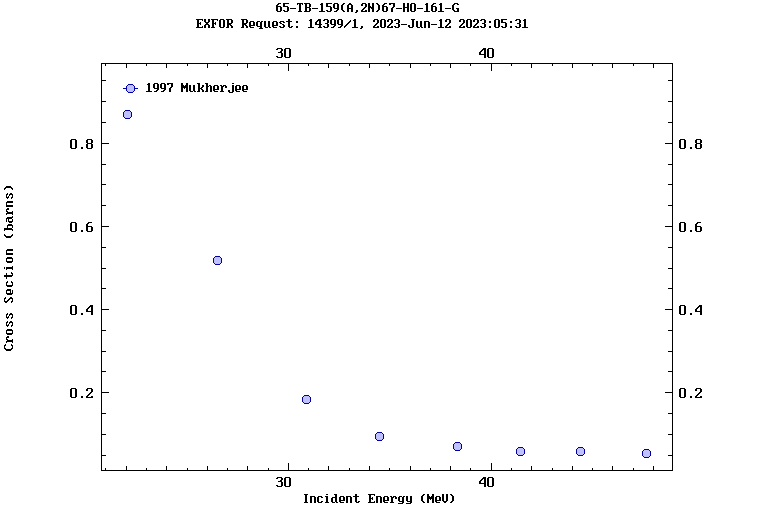 65-TB-159(A,2N)67-HO-161-G
EXFOR Request: 14399/1, 2023-Jun-12 2023:05:31
30 40
1997 Mukherjee
0.8 0.8
0.6 0.6
0.4 0.4
0.2 0.2
Cross Section (barns)
30 40
Incident Energy (MeV)